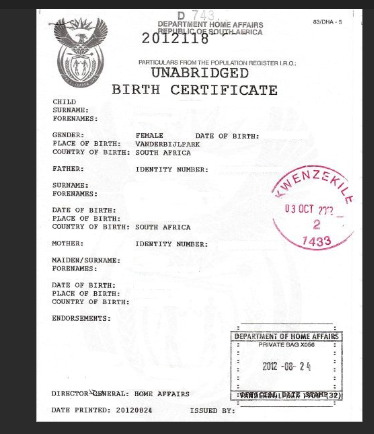 D 743
83/DHA - 5
DEPARTMENT HOME AFFAIRS
REPUBLIC OF SOUTH AFRICA
2012118
PARTICULARS FROM THE POPULATION REGISTER I.R.O.:
UNABRIDGED
BIRTH CERTIFICATE
CHILD
SURNAME:
FORENAMES:
GENDER: FEMALE DATE OF BIRTH:
PLACE OF BIRTH: VANDERBIJLPARK
COUNTRY OF BIRTH: SOUTH AFRICA
FATHER: IDENTITY NUMBER:
SURNAME:
FORENAMES:
DATE OF BIRTH:
PLACE OF BIRTH:
COUNTRY OF BIRTH: SOUTH AFRICA
MOTHER: IDENTITY NUMBER:
MAIDEN/SURNAME:
FORENAMES:
DATE OF BIRTH:
PLACE OF BIRTH:
COUNTRY OF BIRTH:
ENDORSEMENTS:
KWENZEKILE
03 OCT
2
1433
DEPARTMENT OF HOME AFFAIRS
PRIVATE BAG X056
2012 -08- 24
DIRECTOR-GENERAL: HOME AFFAIRS
DATE PRINTED: 20120824 ISSUED BY: